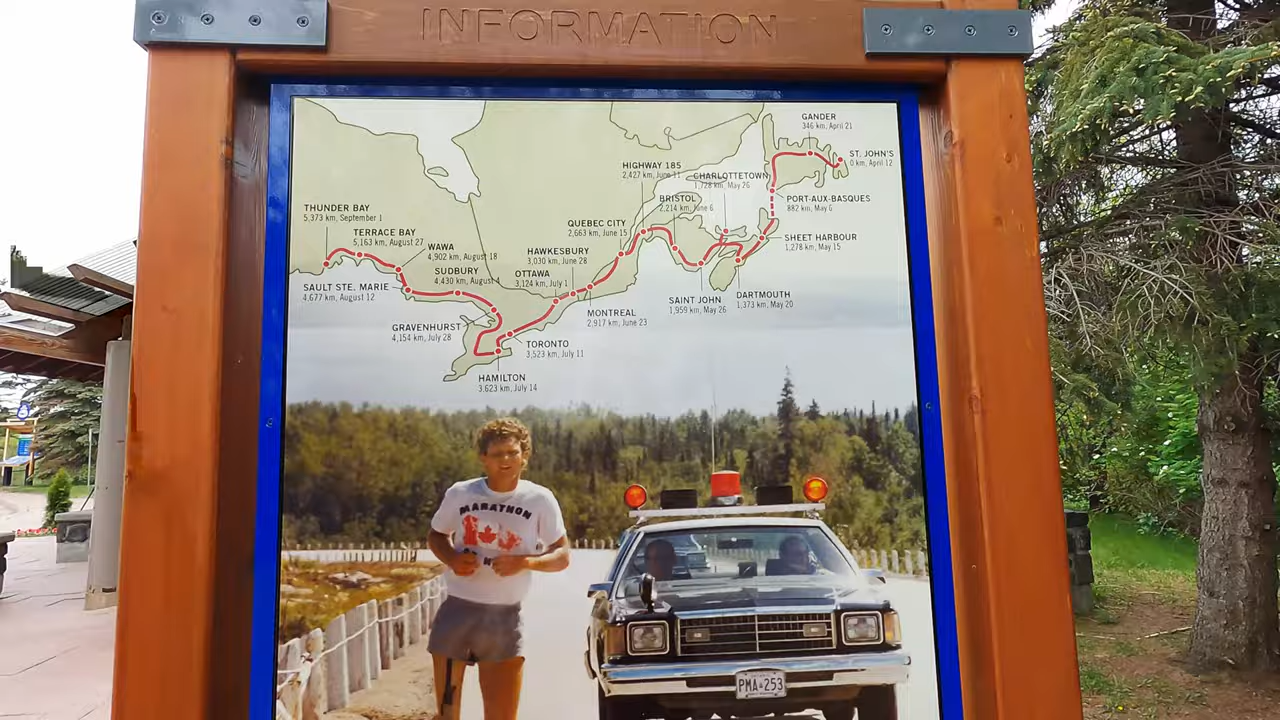 INFORMATION
GANDER
346 km, April 21
ST. JOHN'S
0 km, April 12
HIGHWAY 185
2,427 km, June 11
CHARLOTTETOWN
1,728 km, May 26
BRISTOL
2,214 km, June 6
PORT-AUX-BASQUES
882 km, May 6
THUNDER BAY
5,373 km, September 1
TERRACE BAY
5,163 km, August 27
WAWA
4,902 km, August 18
QUEBEC CITY
2,663 km, June 15
SHEET HARBOUR
1,278 km, May 15
HAWKESBURY
3,030 km, June 28
SUDBURY
4,430 km, August 4
OTTAWA
3,124 km, July 1
SAULT STE. MARIE
4,677 km, August 12
SAINT JOHN
1,959 km, May 26
DARTMOUTH
1,373 km, May 20
MONTREAL
2,917 km, June 23
GRAVENHURST
4,154 km, July 28
TORONTO
3,523 km, July 11
HAMILTON
3,623 km, July 14
MARATHON
PMA 253